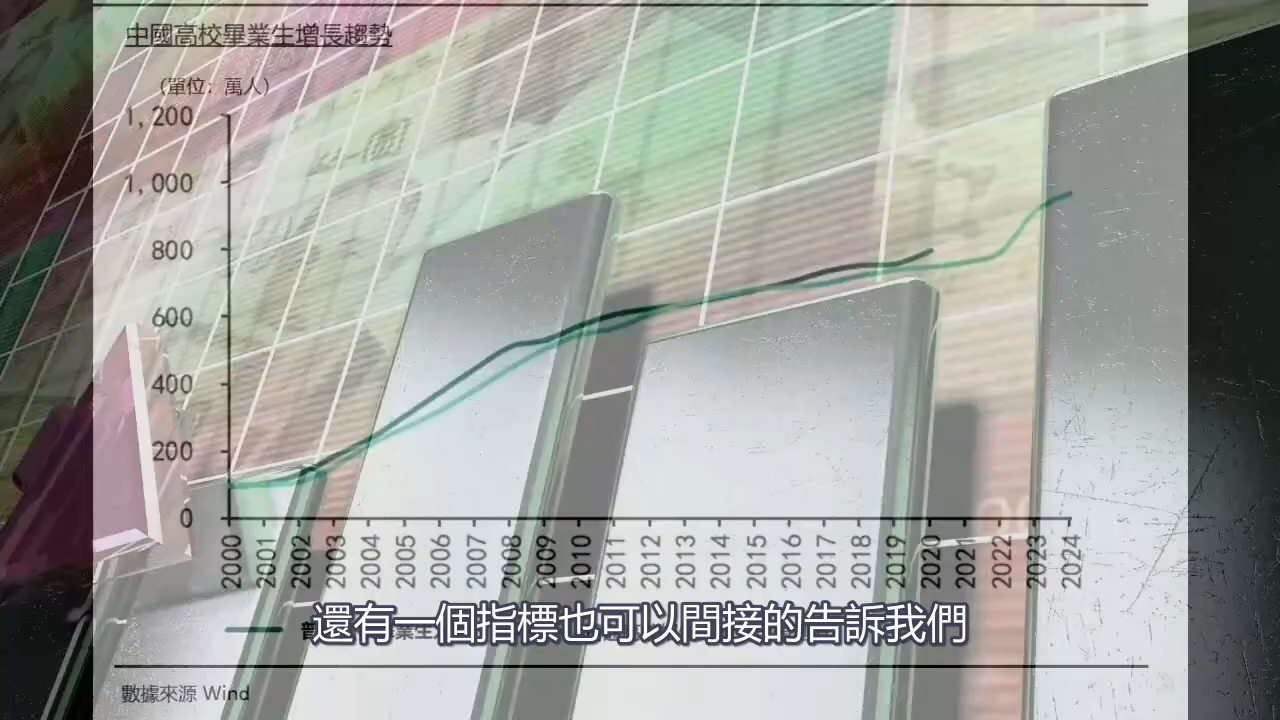 中國高校畢業生增長趨勢
（單位：萬人）
1,200
1,000
800
600
400
200
0
2000 2001 2002 2003 2004 2005 2006 2007 2008 2009 2010 2011 2012 2013 2014 2015 2016 2017 2018 2019 2020 2021 2022 2023 2024
還有一個指標也可以間接的告訴我們
數據來源 Wind